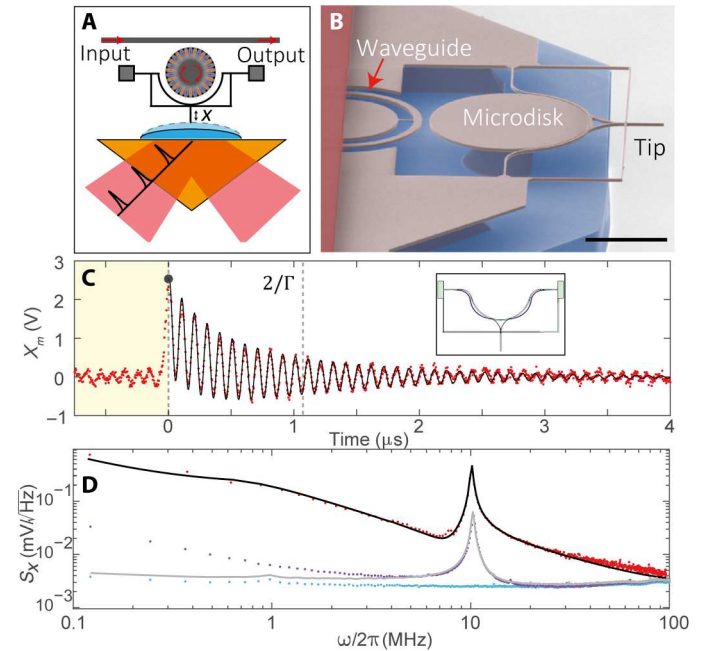 A
Input
Output
x
B
Waveguide
Microdisk
Tip
C
2/Γ
3
2
1
0
−1
X_m (V)
0
1
2
3
4
Time (μs)
D
10⁻¹
10⁻²
10⁻³
S_x (mV/√Hz)
0.1
1
10
100
ω/2π (MHz)